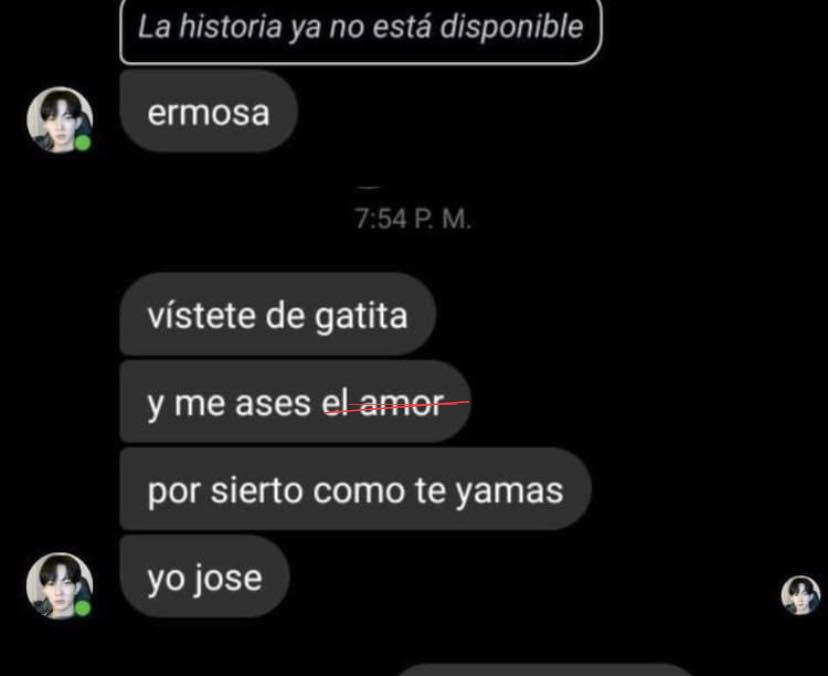 La historia ya no está disponible
ermosa
7:54 P. M.
vístete de gatita
y me ases el amor
por sierto como te yamas
yo jose